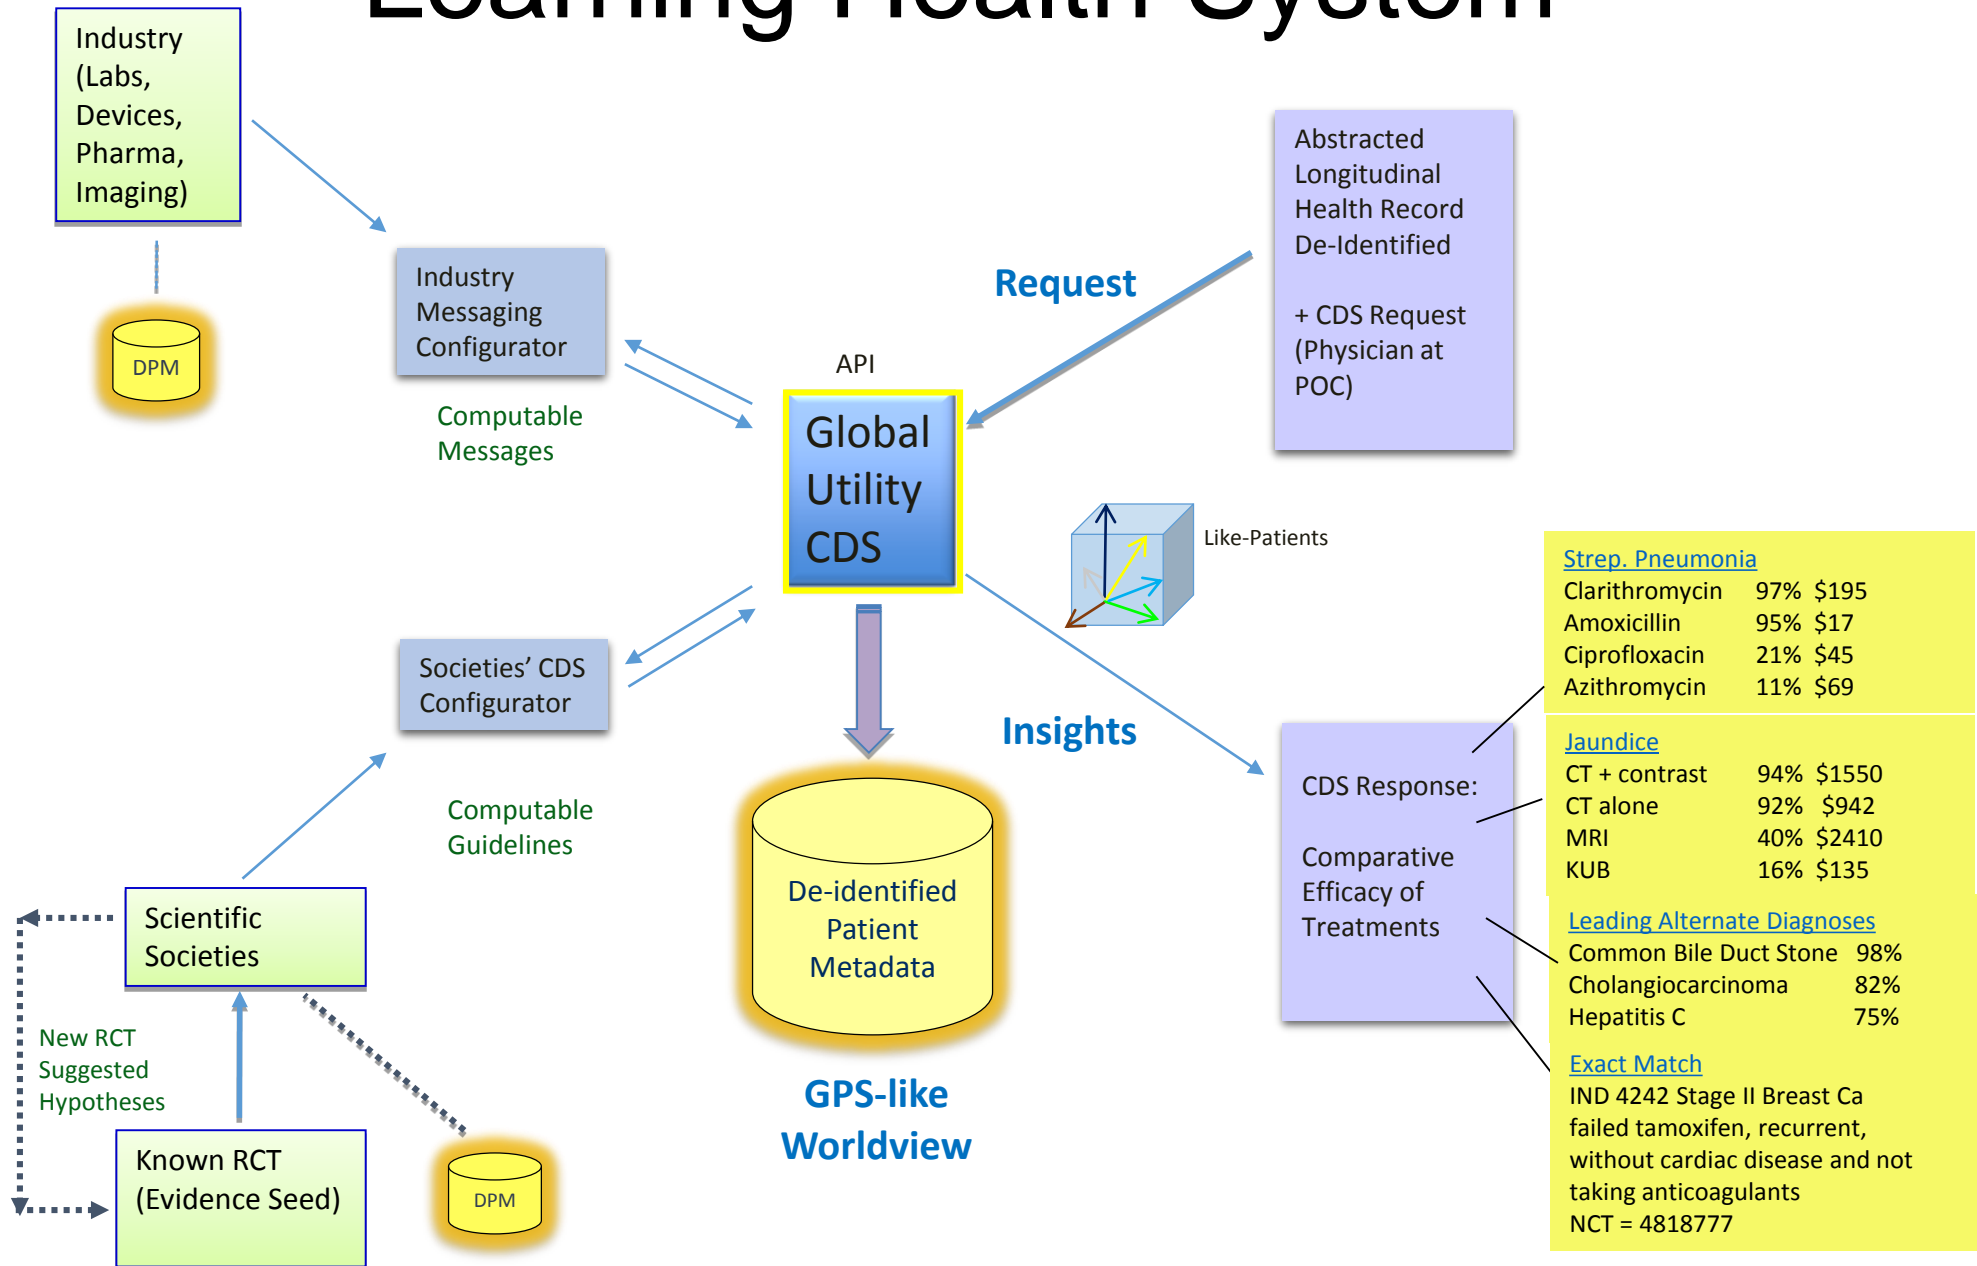 Learning Health System
Industry
(Labs,
Devices,
Pharma,
Imaging)
DPM
Industry
Messaging
Configurator
Computable
Messages
Request
API
Global
Utility
CDS
Abstracted
Longitudinal
Health Record
De-Identified
+ CDS Request
(Physician at
POC)
Like-Patients
Societies’ CDS
Configurator
Computable
Guidelines
Insights
De-identified
Patient
Metadata
GPS-like
Worldview
Scientific
Societies
New RCT
Suggested
Hypotheses
Known RCT
(Evidence Seed)
DPM
CDS Response:
Comparative
Efficacy of
Treatments
Strep. Pneumonia
Clarithromycin 97% $195
Amoxicillin 95% $17
Ciprofloxacin 21% $45
Azithromycin 11% $69
Jaundice
CT + contrast 94% $1550
CT alone 92% $942
MRI 40% $2410
KUB 16% $135
Leading Alternate Diagnoses
Common Bile Duct Stone 98%
Cholangiocarcinoma 82%
Hepatitis C 75%
Exact Match
IND 4242 Stage II Breast Ca
failed tamoxifen, recurrent,
without cardiac disease and not
taking anticoagulants
NCT = 4818777